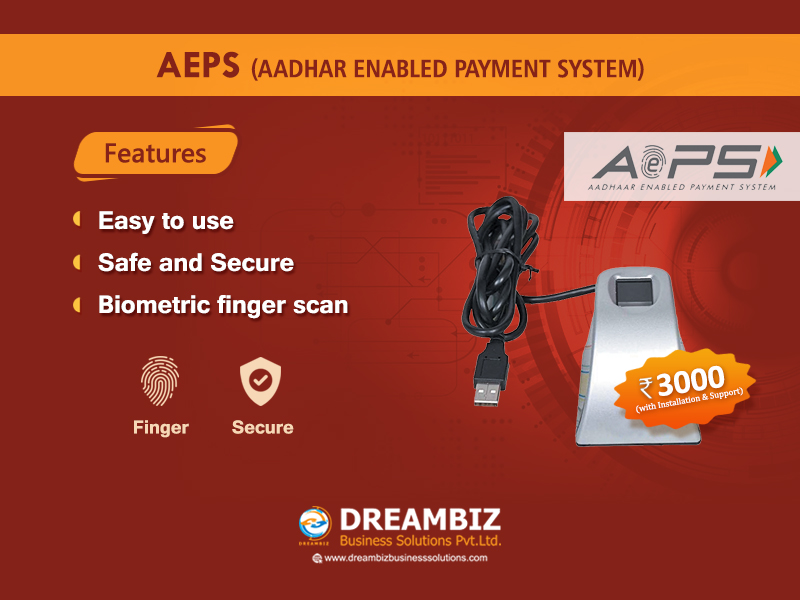 AEPS (AADHAR ENABLED PAYMENT SYSTEM)
Features
AePS
AADHAAR ENABLED PAYMENT SYSTEM
Easy to use
Safe and Secure
Biometric finger scan
₹ 3000
(with Installation & Support)
Finger
Secure
DREAMBIZ
DREAMBIZ
Business Solutions Pvt.Ltd.
www.dreambizbusinesssolutions.com